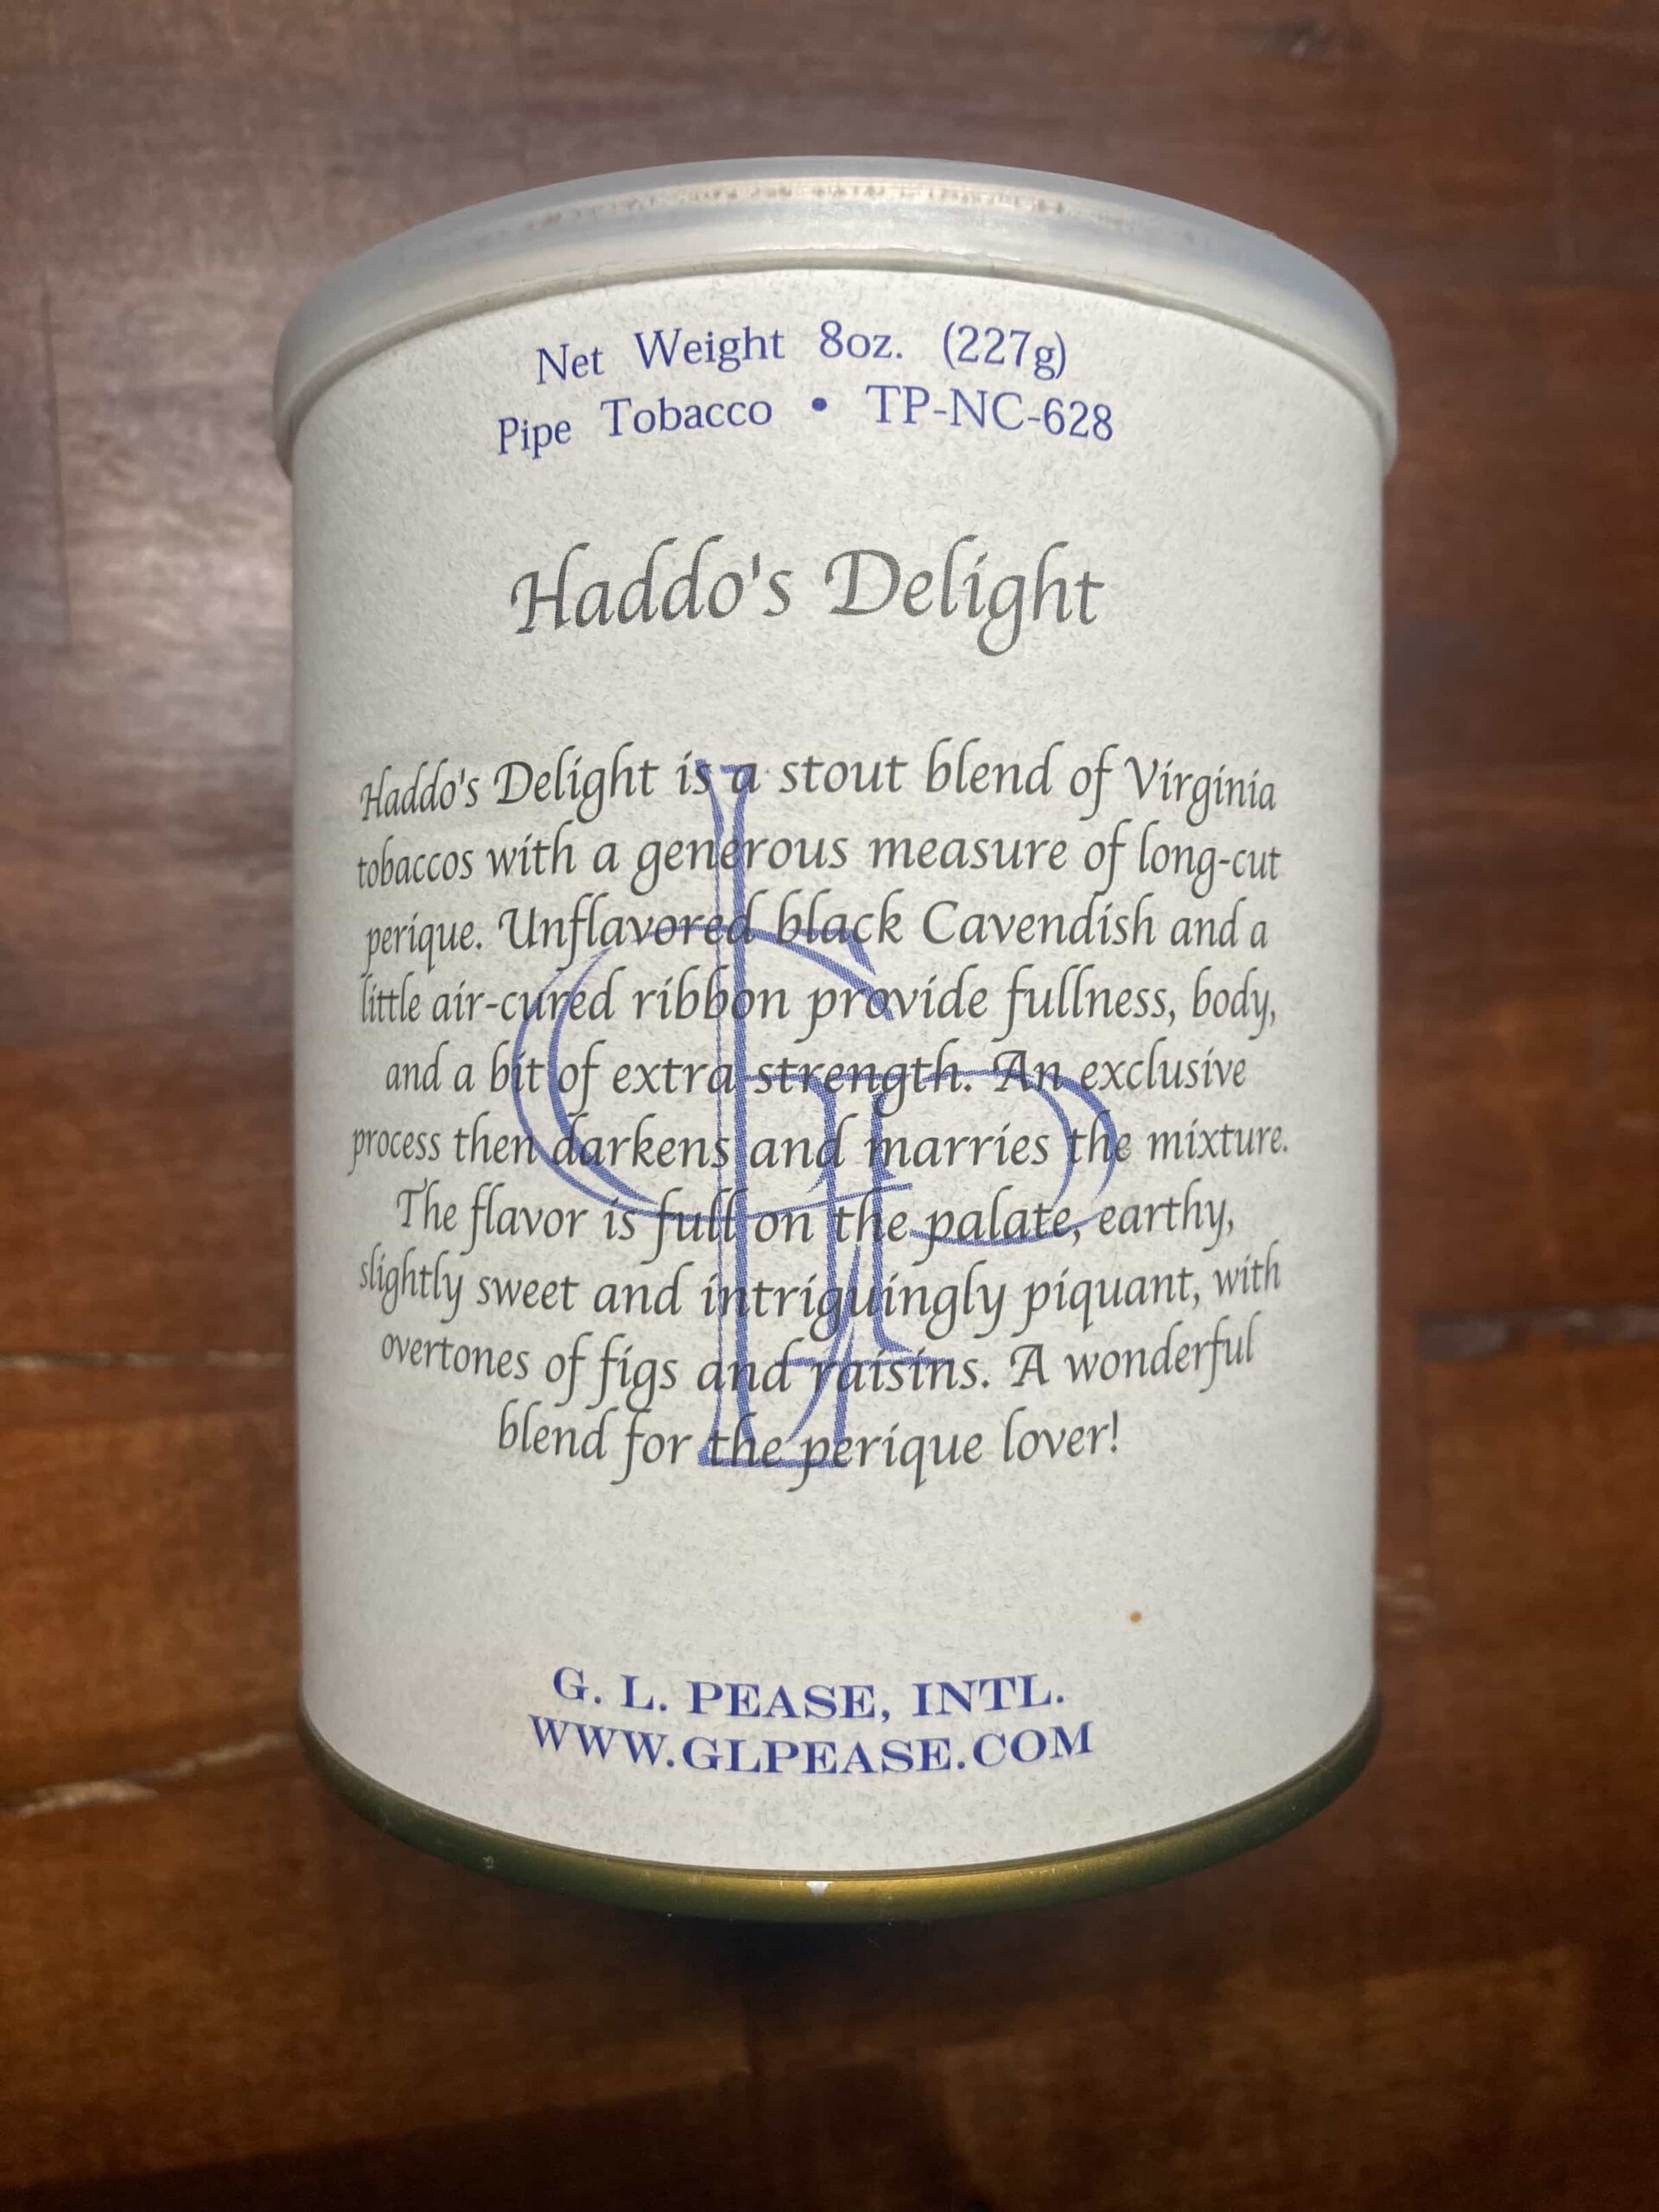 Net Weight 8oz. (227g)
Pipe Tobacco • TP-NC-628
Haddo's Delight
Haddo's Delight is a stout blend of Virginia
tobaccos with a generous measure of long-cut
perique. Unflavored black Cavendish and a
little air-cured ribbon provide fullness, body,
and a bit of extra strength. An exclusive
process then darkens and marries the mixture.
The flavor is full on the palate, earthy,
slightly sweet and intriguingly piquant, with
overtones of figs and raisins. A wonderful
blend for the perique lover!
G. L. PEASE, INTL.
WWW.GLPEASE.COM